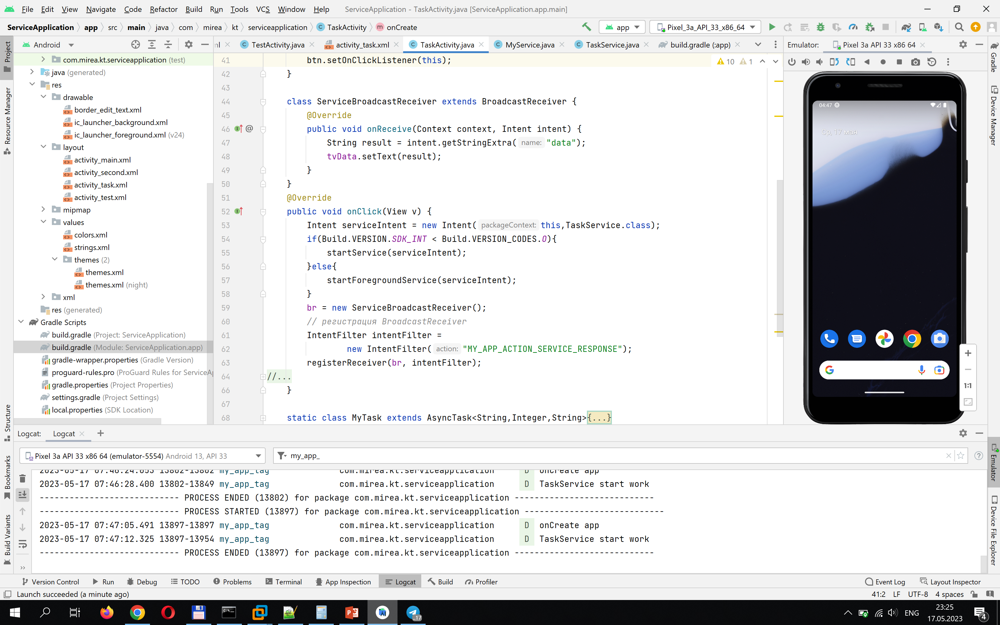 File Edit View Navigate Code Refactor Build Run Tools VCS Window Help ServiceApplication - TaskActivity.java [ServiceApplication.app.main]
ServiceApplication app src main java com mirea kt serviceapplication TaskActivity onCreate app Pixel_3a_API_33_x86_64
Android ml TestActivity.java activity_task.xml TaskActivity.java MyService.java TaskService.java build.gradle (:app) Emulator: Pixel 3a API 33 x86 64
Project
Resource Manager
Structure
Bookmarks
Build Variants
com.mirea.kt.serviceapplication (test)
java (generated)
res
drawable
border_edit_text.xml
ic_launcher_background.xml
ic_launcher_foreground.xml (v24)
layout
activity_main.xml
activity_second.xml
activity_task.xml
activity_test.xml
mipmap
values
colors.xml
strings.xml
themes (2)
themes.xml
themes.xml (night)
xml
res (generated)
Gradle Scripts
build.gradle (Project: ServiceApplication)
build.gradle (Module: ServiceApplication.app)
gradle-wrapper.properties (Gradle Version)
proguard-rules.pro (ProGuard Rules for ServiceAp
gradle.properties (Project Properties)
settings.gradle (Project Settings)
local.properties (SDK Location)
10 1
41 btn.setOnClickListener(this);
42 }
43
44 class ServiceBroadcastReceiver extends BroadcastReceiver {
45 @Override
46 @ public void onReceive(Context context, Intent intent) {
47 String result = intent.getStringExtra( name: "data");
48 tvData.setText(result);
49 }
50 }
51 @Override
52 public void onClick(View v) {
53 Intent serviceIntent = new Intent( packageContext: this,TaskService.class);
54 if(Build.VERSION.SDK_INT < Build.VERSION_CODES.O){
55 startService(serviceIntent);
56 }else{
57 startForegroundService(serviceIntent);
58 }
59 br = new ServiceBroadcastReceiver();
60 // регистрация BroadcastReceiver
61 IntentFilter intentFilter =
62 new IntentFilter( action: "MY_APP_ACTION_SERVICE_RESPONSE");
63 registerReceiver(br, intentFilter);
64 //...
66 }
67
68 static class MyTask extends AsyncTask<String,Integer,String>{...}
04:47
Ср, 17 мая
1:1
Gradle
Device Manager
Emulator
Device File Explorer
Logcat: Logcat
Pixel 3a API 33 x86 64 (emulator-5554) Android 13, API 33 my_app_
2023-05-17 07:46:24.053 13802-13802 my_app_tag com.mirea.kt.serviceapplication D onCreate app
2023-05-17 07:46:28.400 13802-13849 my_app_tag com.mirea.kt.serviceapplication D TaskService start work
---------------------------- PROCESS ENDED (13802) for package com.mirea.kt.serviceapplication ----------------------------
---------------------------- PROCESS STARTED (13897) for package com.mirea.kt.serviceapplication ----------------------------
2023-05-17 07:47:05.491 13897-13897 my_app_tag com.mirea.kt.serviceapplication D onCreate app
2023-05-17 07:47:12.325 13897-13954 my_app_tag com.mirea.kt.serviceapplication D TaskService start work
---------------------------- PROCESS ENDED (13897) for package com.mirea.kt.serviceapplication ----------------------------
Version Control Run Debug TODO Problems Terminal App Inspection Logcat Build Profiler Event Log Layout Inspector
Launch succeeded (a minute ago) 41:2 LF UTF-8 4 spaces
..17 ENG 23:25
17.05.2023 4